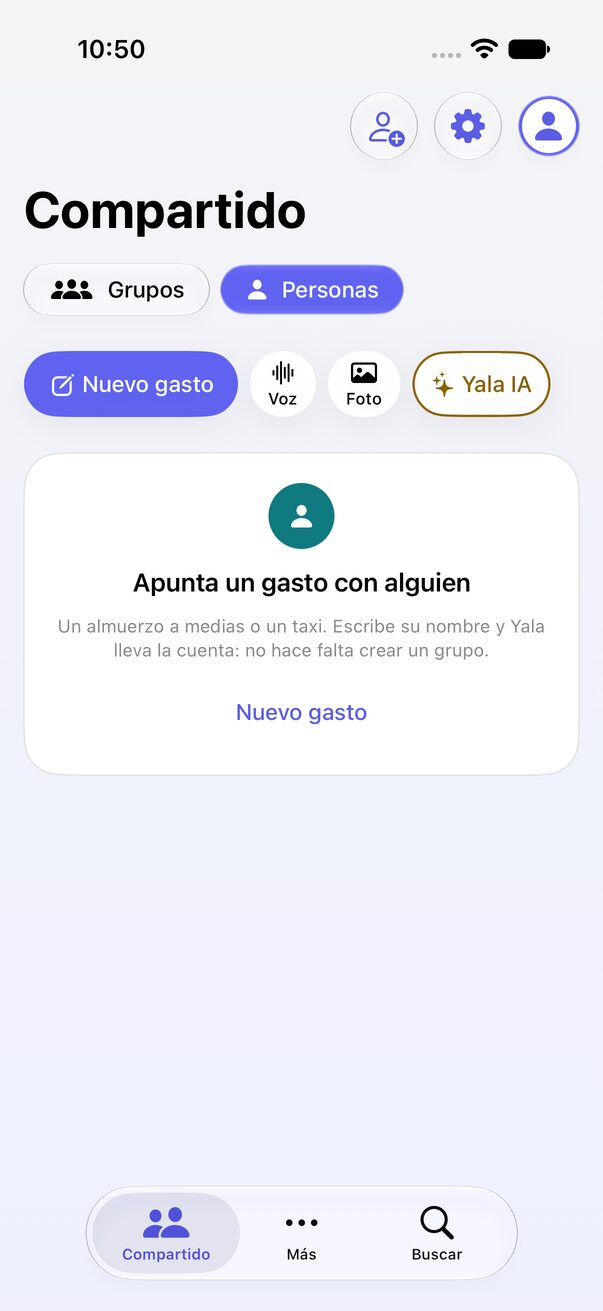 10:50
Compartido
Grupos
Personas
Nuevo gasto
Voz
Foto
Yala IA
Apunta un gasto con alguien
Un almuerzo a medias o un taxi. Escribe su nombre y Yala
lleva la cuenta: no hace falta crear un grupo.
Nuevo gasto
Compartido
Más
Buscar